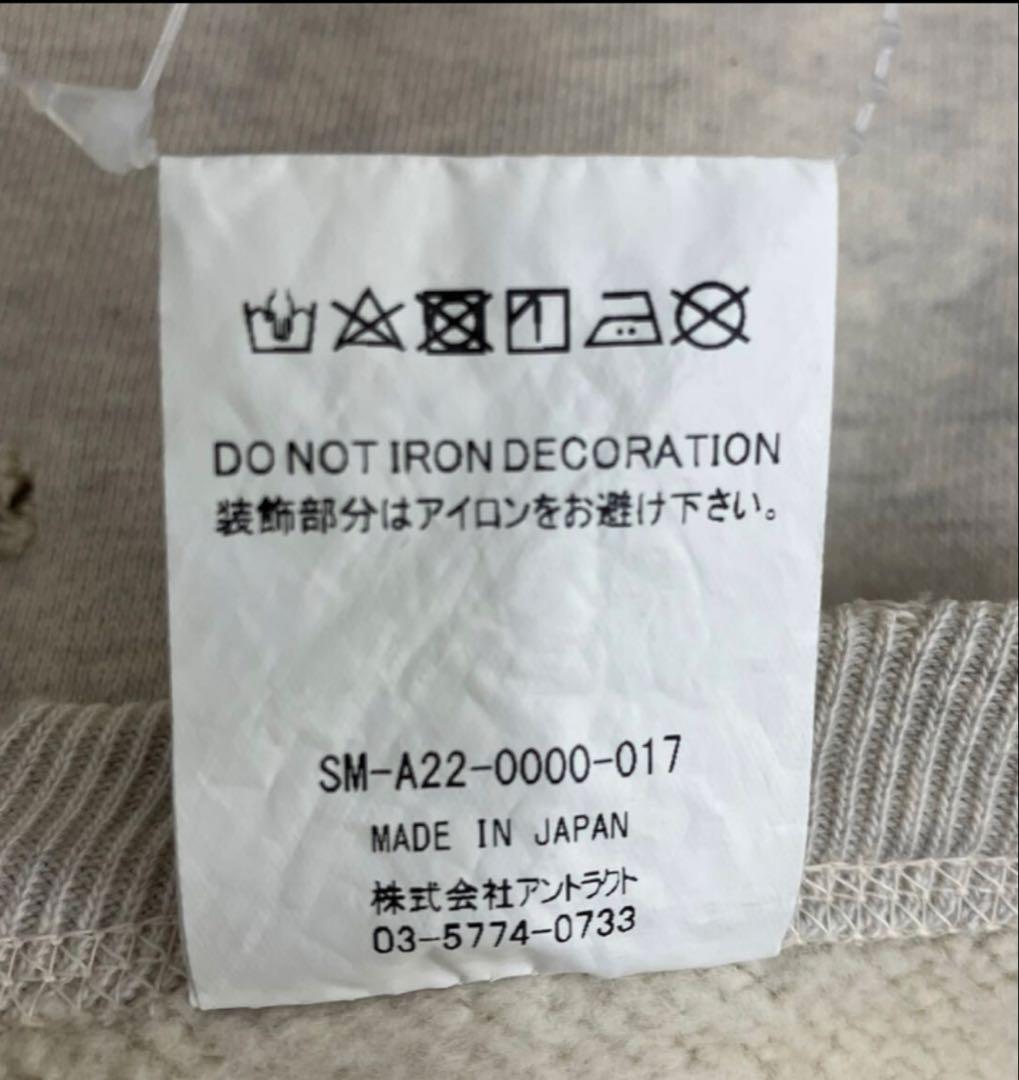 DO NOT IRON DECORATION
装飾部分はアイロンをお避け下さい。
SM-A22-0000-017
MADE IN JAPAN
株式会社アントラクト
03-5774-0733